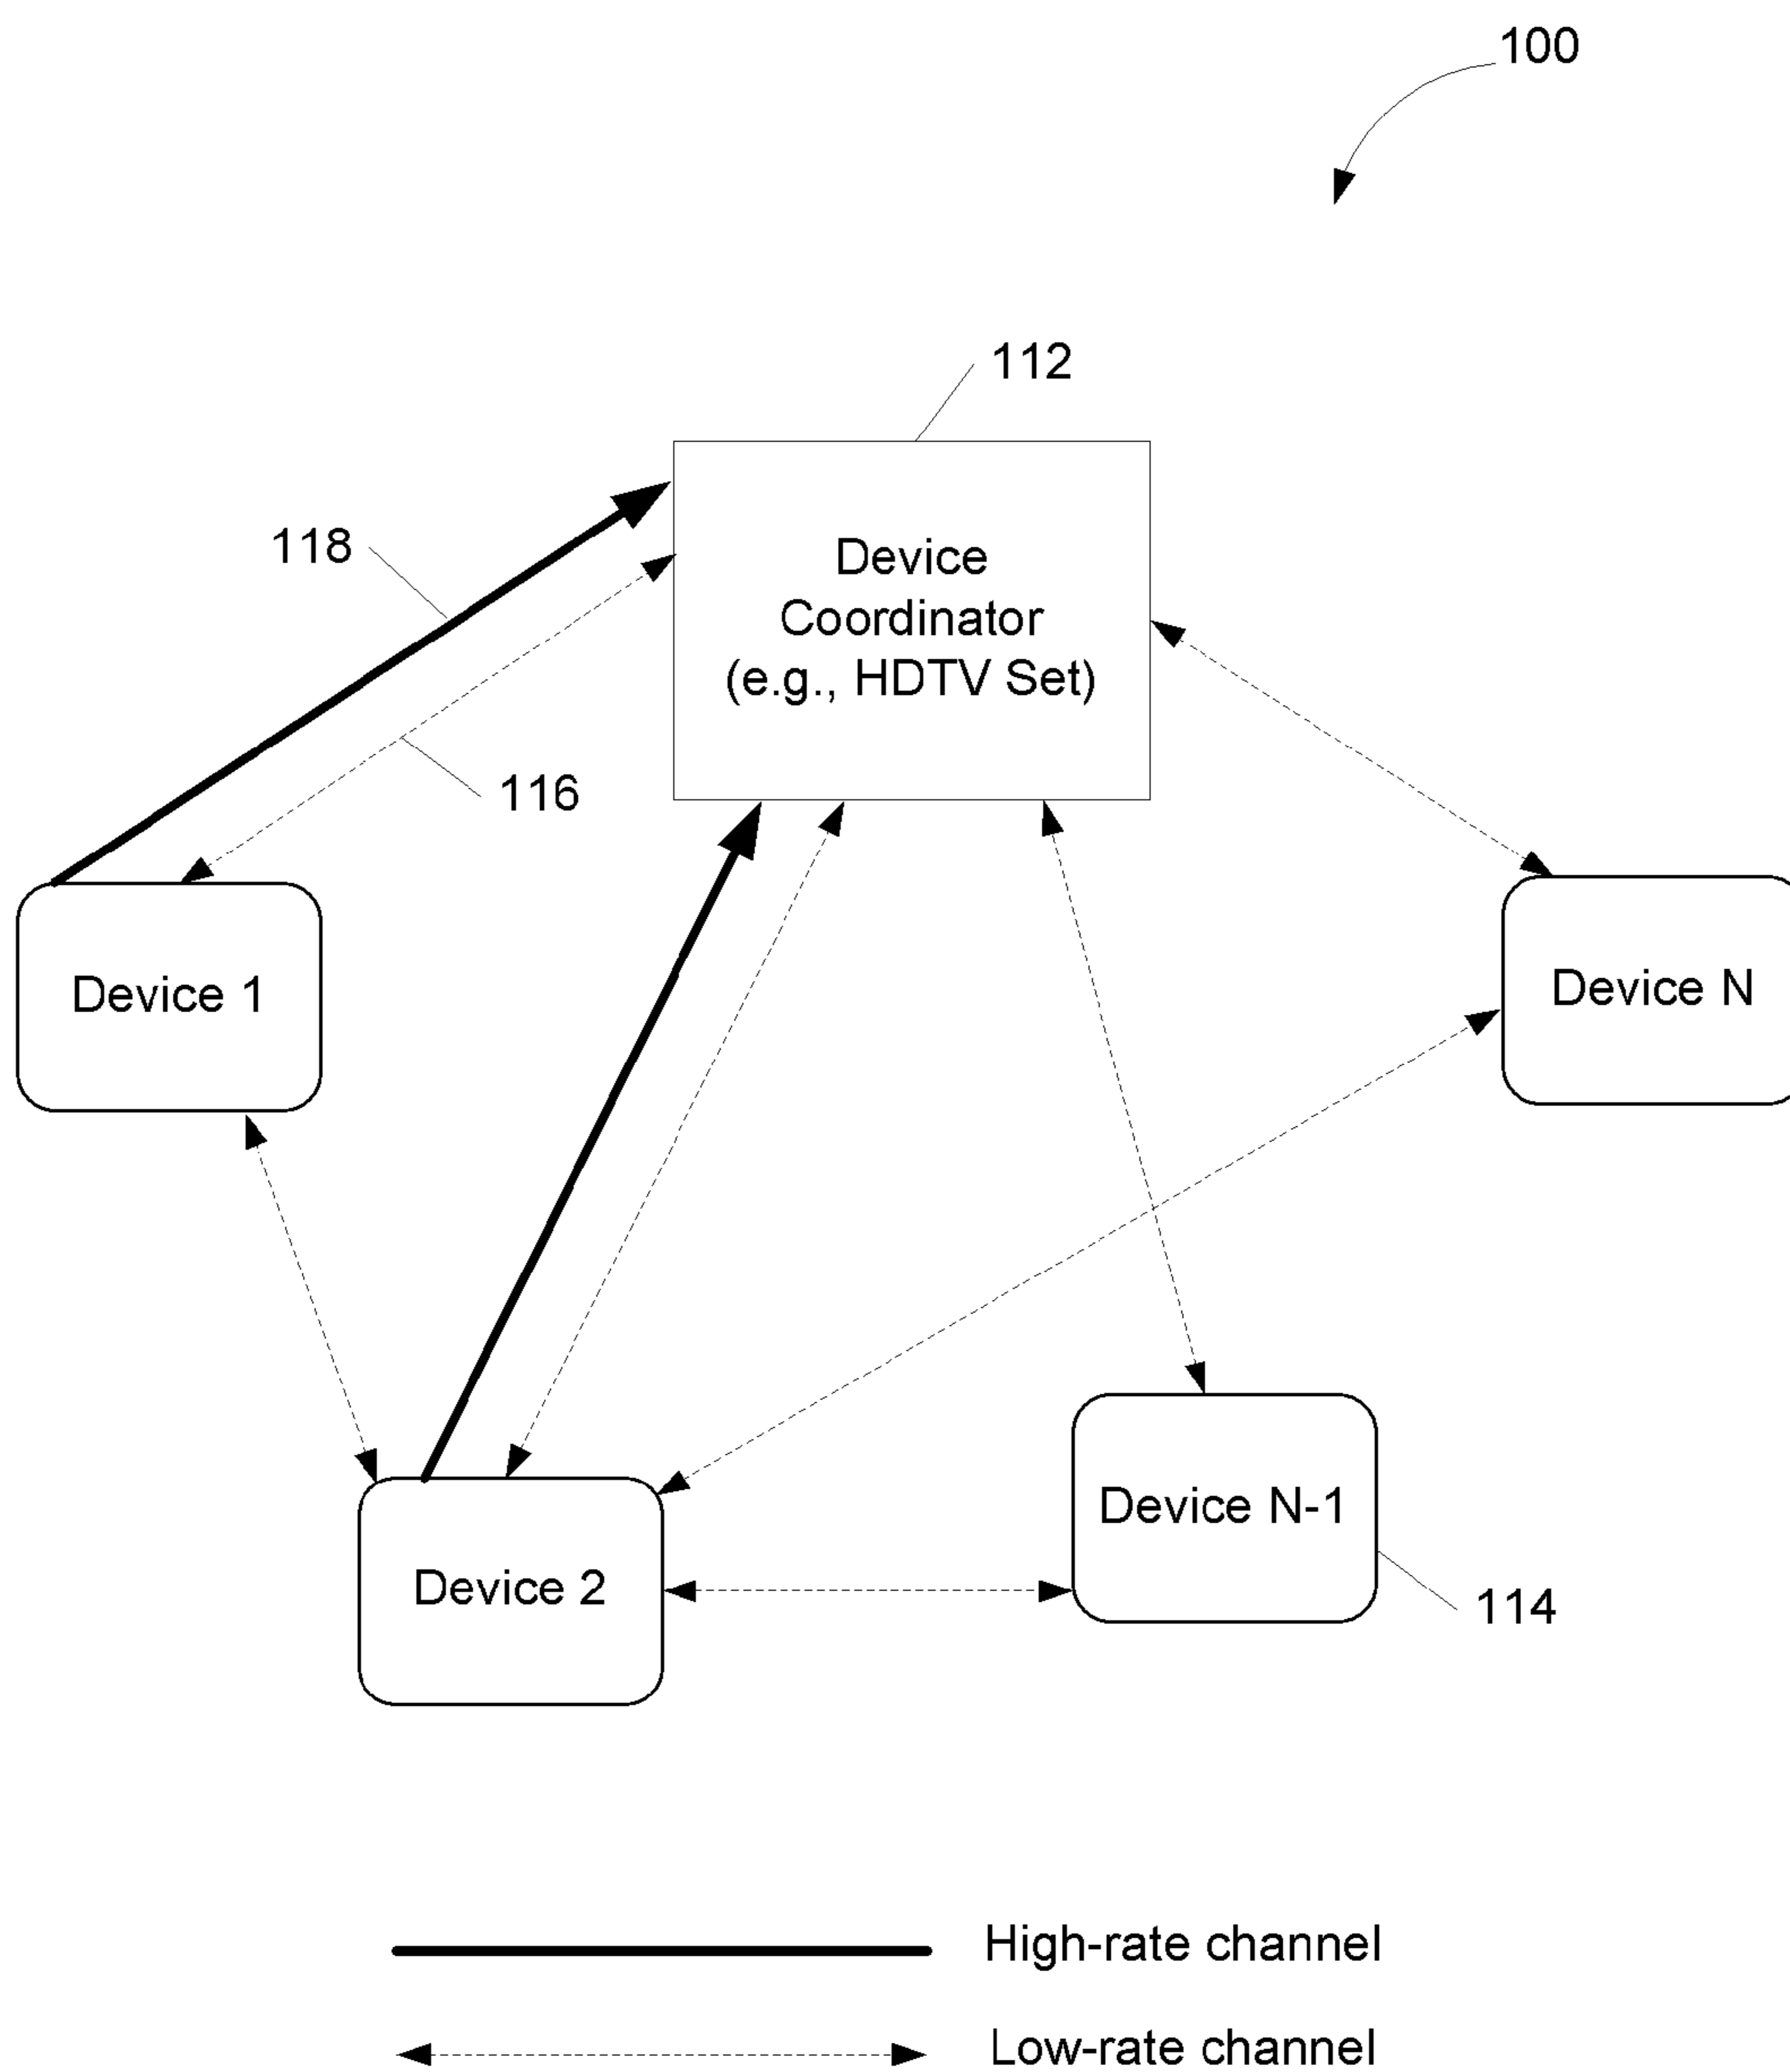 100
112
118
Device
Coordinator
(e.g., HDTV Set)
116
Device 1
Device N
Device N-1
Device 2
114
High-rate channel
Low-rate channel